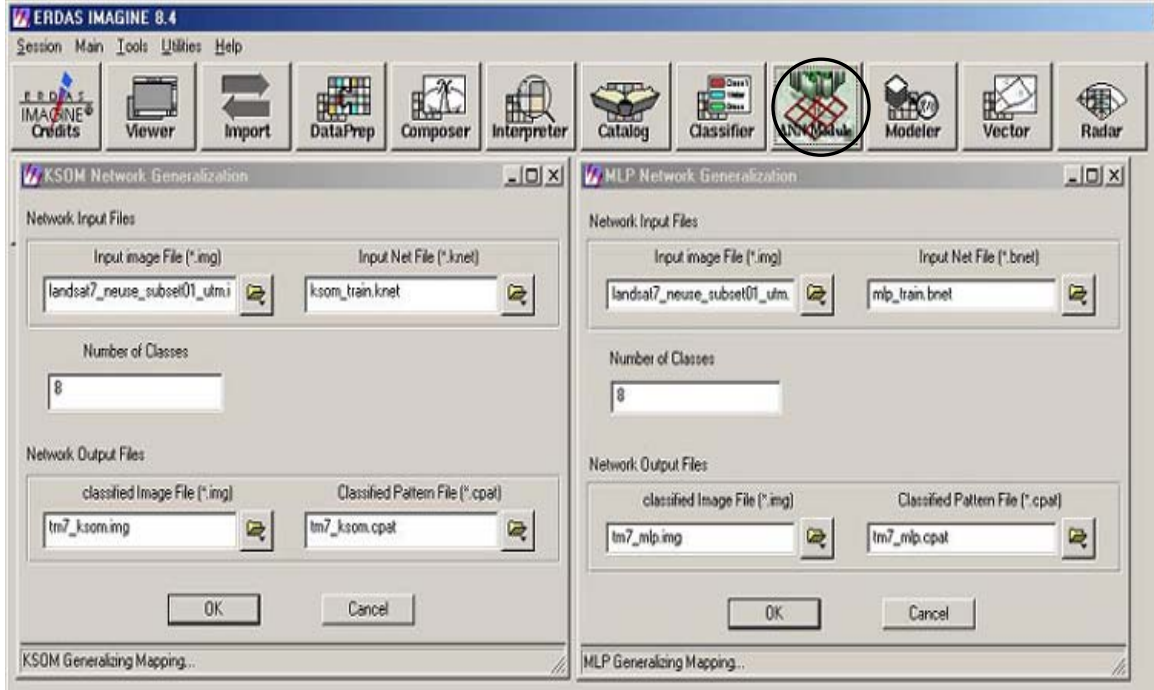 ERDAS IMAGINE 8.4
Session Main Tools Utilities Help
ERDAS
IMAGINE®
Credits
Viewer
Import
DataPrep
Composer
Interpreter
Catalog
Classifier
ANN Module
Modeler
Vector
Radar
KSOM Network Generalization
Network Input Files
Input image File (*.img) Input Net File (*.knet)
landsat7_neuse_subset01_utm.i ksom_train.knet
Number of Classes
8
Network Output Files
classified Image File (*.img) Classified Pattern File (*.cpat)
tm7_ksom.img tm7_ksom.cpat
OK Cancel
KSOM Generalizing Mapping...
MLP Network Generalization
Network Input Files
Input image File (*.img) Input Net File (*.bnet)
landsat7_neuse_subset01_utm. mlp_train.bnet
Number of Classes
8
Network Output Files
classified Image File (*.img) Classified Pattern File (*.cpat)
tm7_mlp.img tm7_mlp.cpat
OK Cancel
MLP Generalizing Mapping...